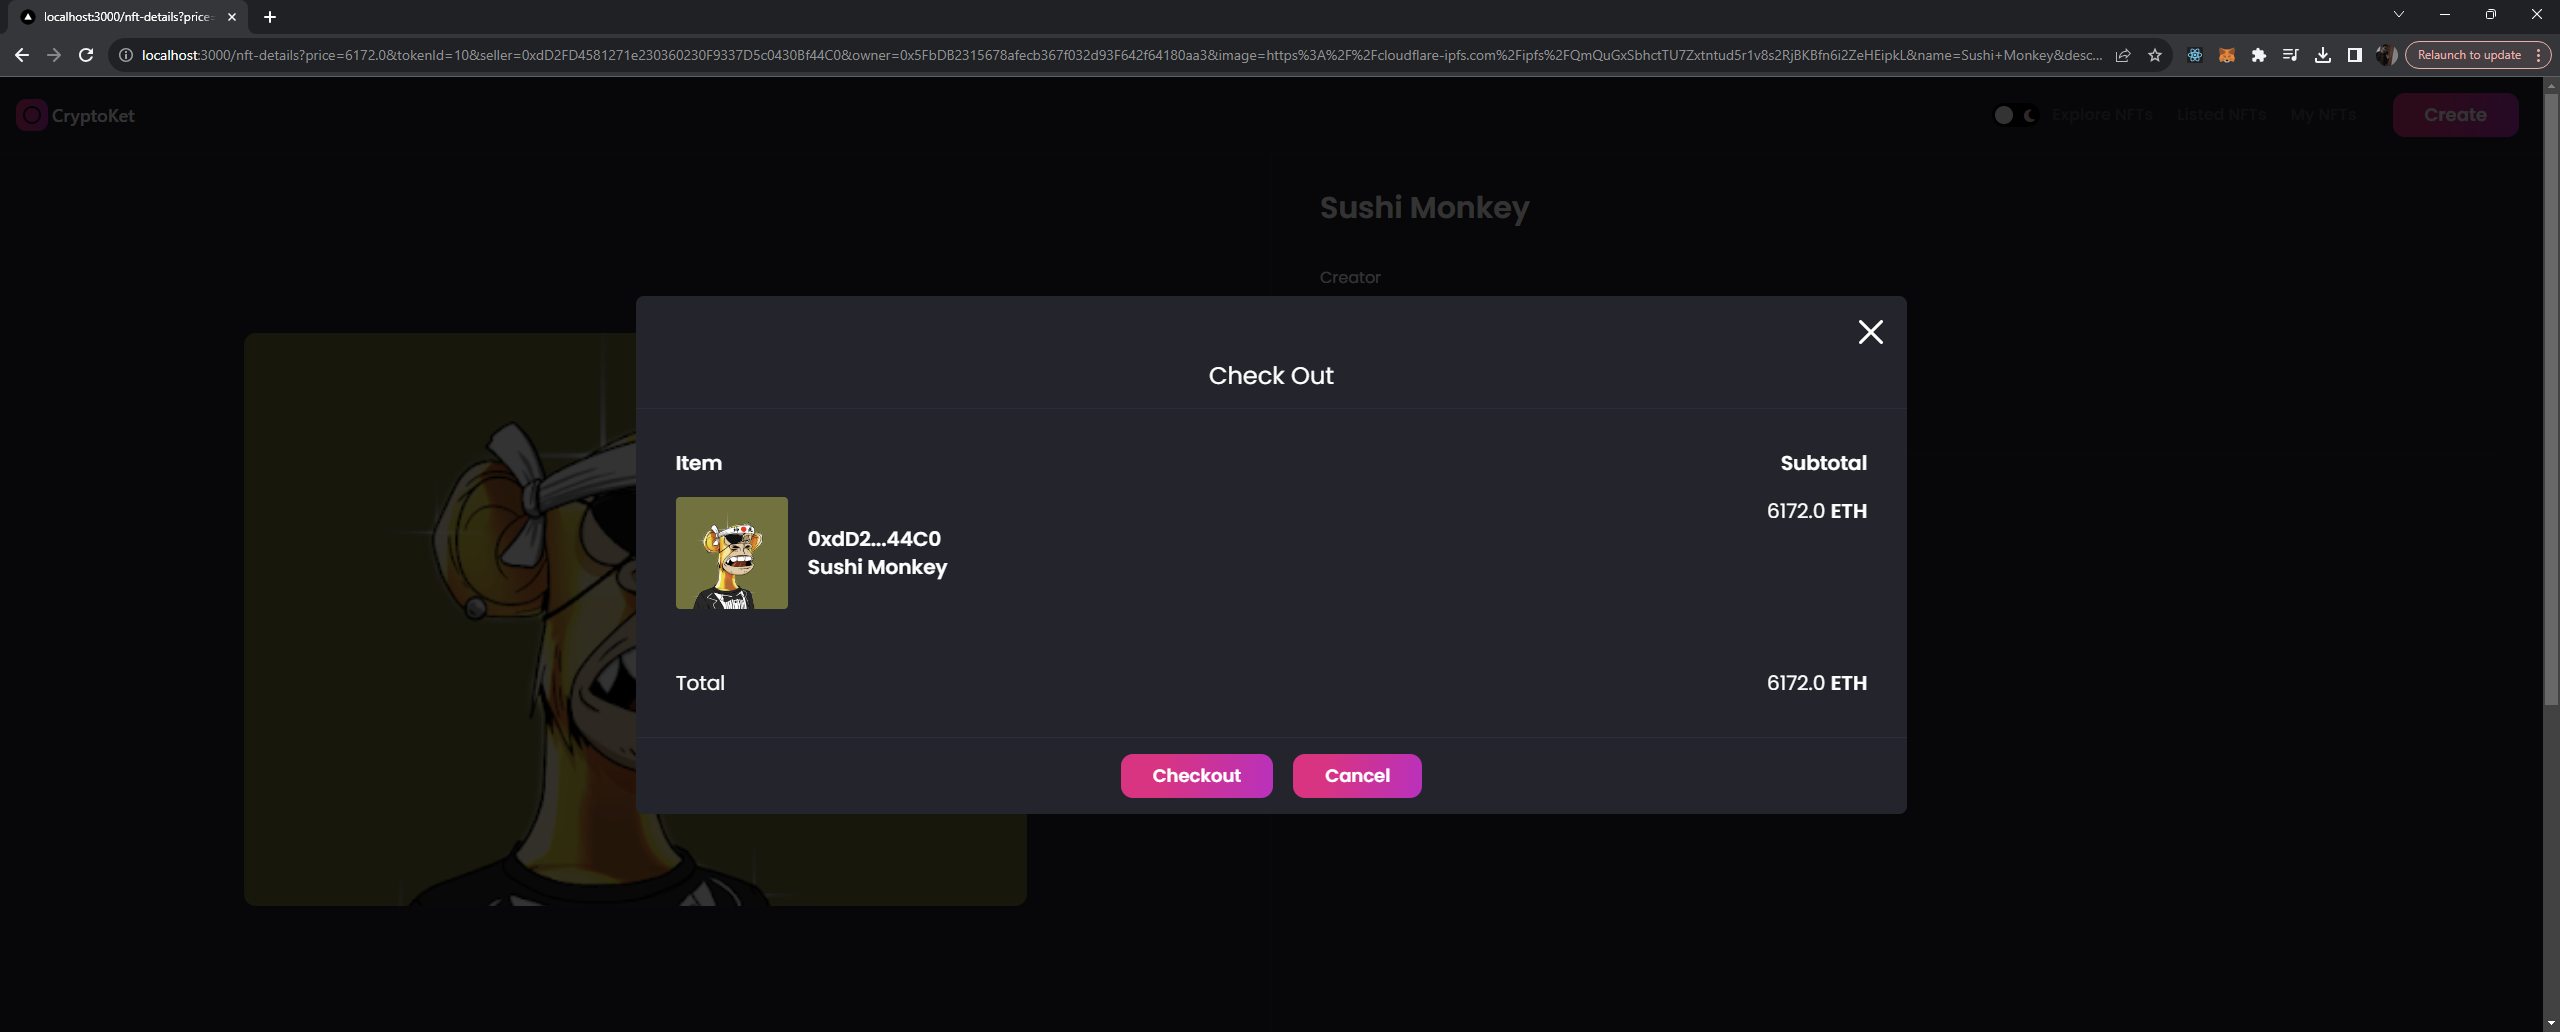 localhost:3000/nft-details?price=
localhost:3000/nft-details?price=6172.0&tokenId=10&seller=0xdD2FD4581271e230360230F9337D5c0430Bf44C0&owner=0x5FbDB2315678afecb367f032d93F642f64180aa3&image=https%3A%2F%2Fcloudflare-ipfs.com%2Fipfs%2FQmQuGxSbhctTU7Zxtntud5r1v8s2RjBKBfn6i2ZeHEipkL&name=Sushi+Monkey&desc...
Relaunch to update
CryptoKet
Explore NFTs
Listed NFTs
My NFTs
Create
Sushi Monkey
Creator
Check Out
Item
Subtotal
6172.0 ETH
0xdD2...44C0
Sushi Monkey
Total
6172.0 ETH
Checkout
Cancel